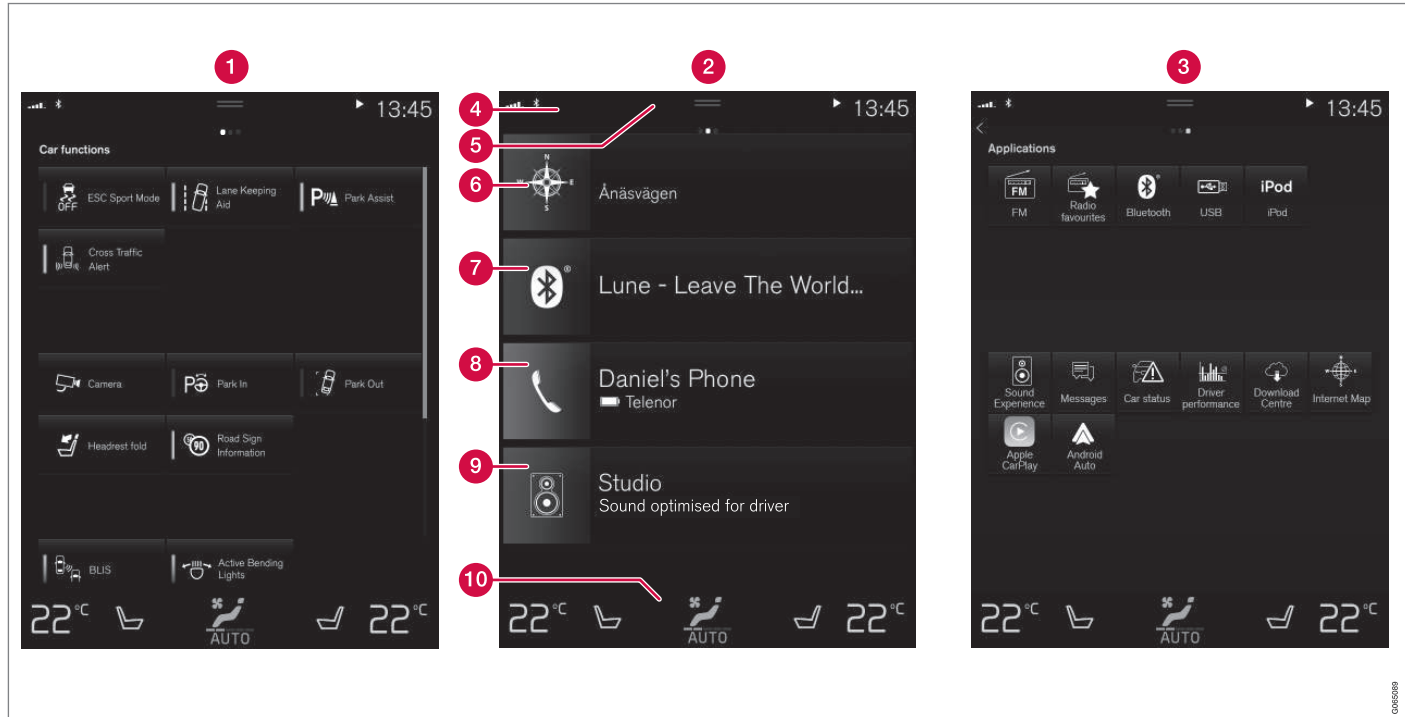 1
2
3
13:45
Car functions
OFF
ESC Sport Mode
Lane Keeping
Aid
P
Park Assist
Cross Traffic
Alert
Camera
P
Park In
Park Out
Headrest fold
90
Road Sign
Information
BLIS
Active Bending
Lights
22°C
AUTO
22°C
4
13:45
5
6
N
W
E
S
Ånäsvägen
7
®
Lune - Leave The World...
8
Daniel's Phone
Telenor
9
Studio
Sound optimised for driver
10
22°C
AUTO
22°C
13:45
Applications
FM
FM
Radio
favourites
Bluetooth
USB
iPod
iPod
Sound
Experience
Messages
Car status
Driver
performance
Download
Centre
Internet Map
Apple
CarPlay
Android
Auto
22°C
AUTO
22°C
G065089